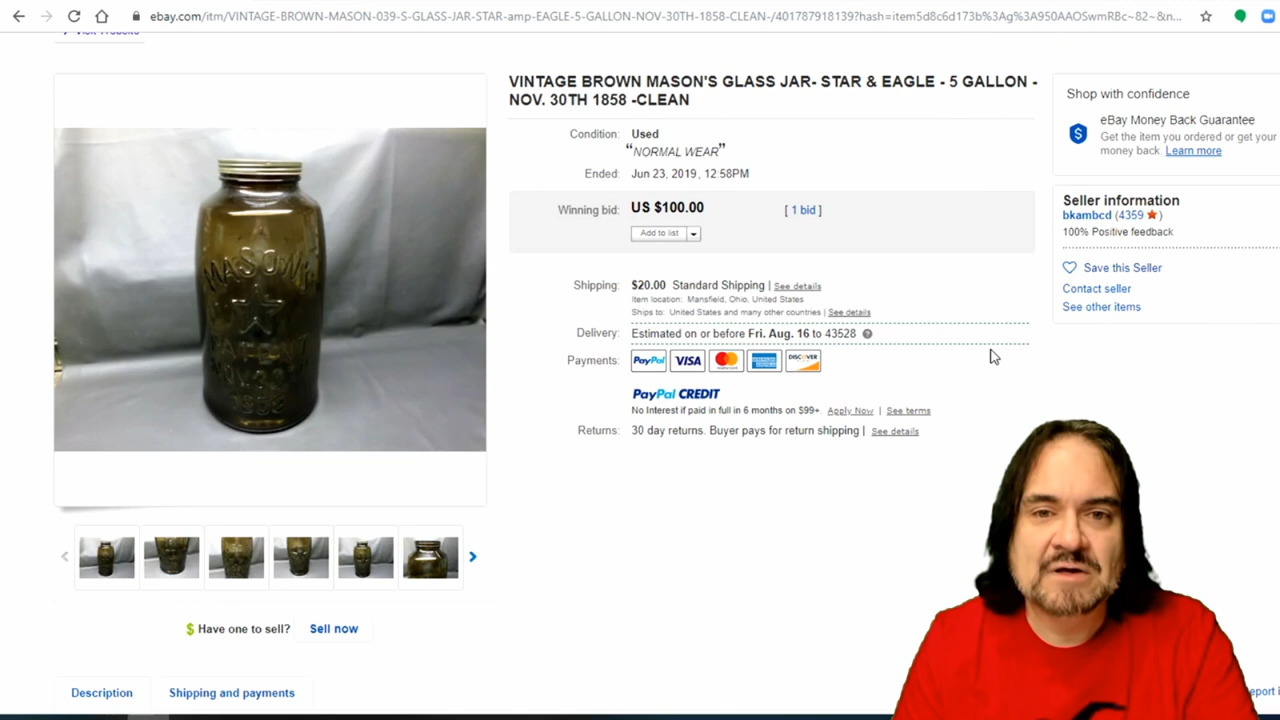 ebay.com/itm/VINTAGE-BROWN-MASON-039-S-GLASS-JAR-STAR-amp-EAGLE-5-GALLON-NOV-30TH-1858-CLEAN-/401787918139?hash=item5d8c6d173b%3Ag%3A950AAOSwmRBc~82~&n...
VINTAGE BROWN MASON'S GLASS JAR- STAR & EAGLE - 5 GALLON -
NOV. 30TH 1858 -CLEAN
Condition: Used
"NORMAL WEAR"
Ended: Jun 23, 2019, 12:58PM
Winning bid: US $100.00 [ 1 bid ]
Add to list
Shipping: $20.00 Standard Shipping | See details
Item location: Mansfield, Ohio, United States
Ships to: United States and many other countries | See details
Delivery: Estimated on or before Fri. Aug. 16 to 43528
Payments: PayPal VISA MasterCard DISCOVER
PayPal CREDIT
No Interest if paid in full in 6 months on $99+. Apply Now | See terms
Returns: 30 day returns. Buyer pays for return shipping | See details
Shop with confidence
eBay Money Back Guarantee
Get the item you ordered or get your
money back. Learn more
Seller information
bkambcd (4359 )
100% Positive feedback
Save this Seller
Contact seller
See other items
MASON'S
1858
$ Have one to sell? Sell now
Description
Shipping and payments